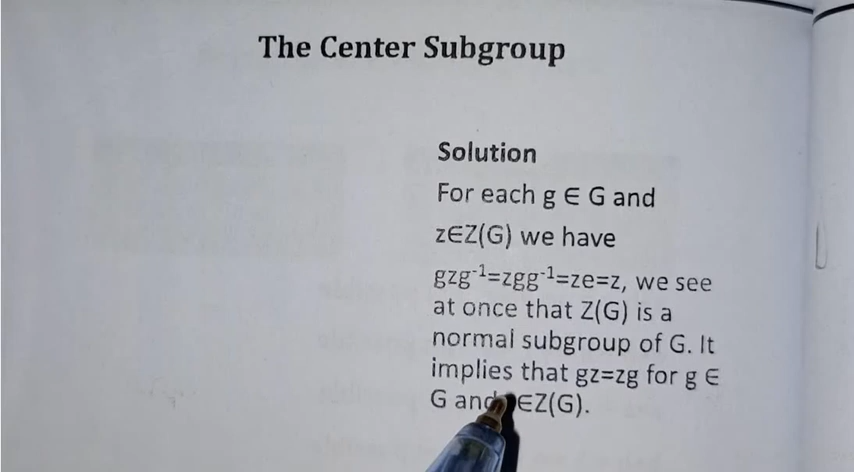 The Center Subgroup
Solution
For each g ∈ G and
z∈Z(G) we have
gzg⁻¹=zgg⁻¹=ze=z, we see
at once that Z(G) is a
normal subgroup of G. It
implies that gz=zg for g ∈
G and ∈Z(G).